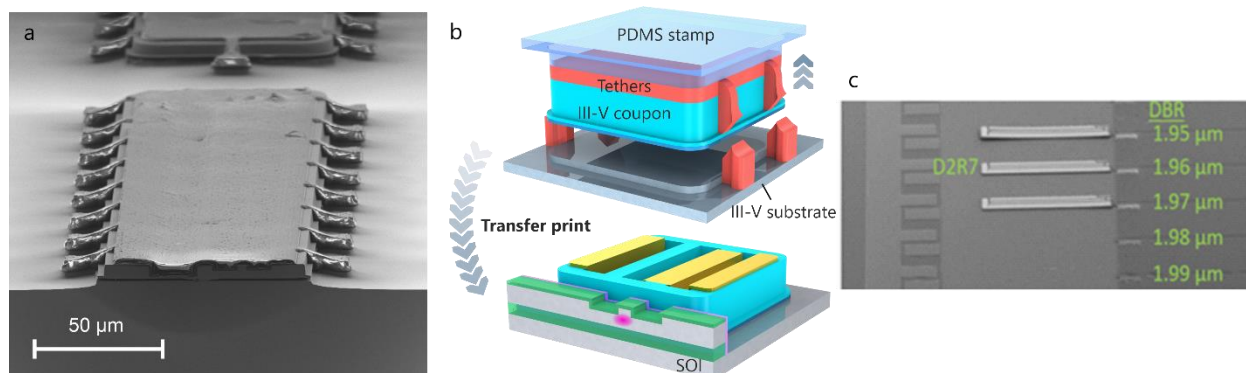 a
50 µm
b
PDMS stamp
Tethers
III-V coupon
III-V substrate
Transfer print
SOI
c
DBR
1.95 µm
D2R7
1.96 µm
1.97 µm
1.98 µm
1.99 µm